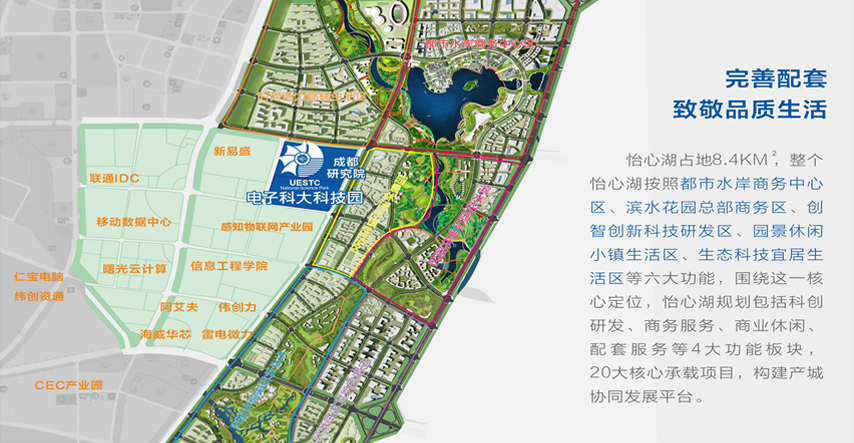 都市水岸商务中心区
新易盛
UESTC
National Science Park
成都
研究院
电子科大科技园
联通IDC
移动数据中心
感知物联网产业园
曙光云计算
信息工程学院
仁宝电脑
纬创资通
阿艾夫
伟创力
海威华芯
雷电微力
CEC产业园
完善配套
致敬品质生活
怡心湖占地8.4KM²,整个
怡心湖按照都市水岸商务中心
区、滨水花园总部商务区、创
智创新科技研发区、园景休闲
小镇生活区、生态科技宜居生
活区等六大功能，围绕这一核
心定位，怡心湖规划包括科创
研发、商务服务、商业休闲、
配套服务等4大功能板块，
20大核心承载项目，构建产城
协同发展平台。